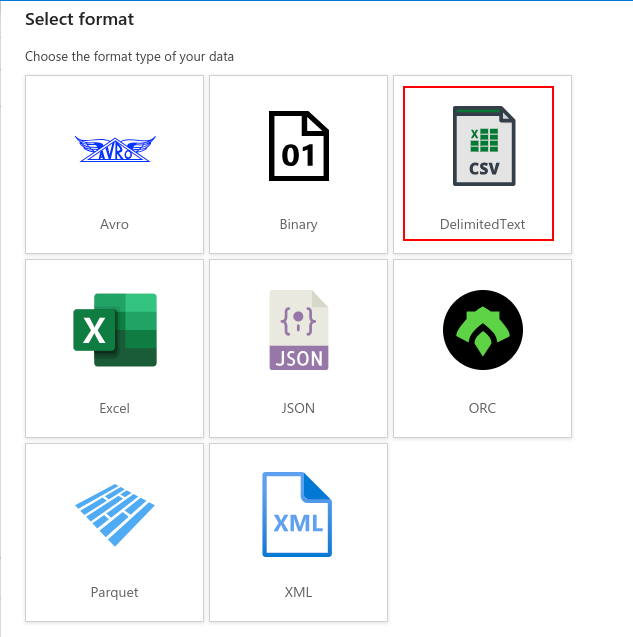 Select format
Choose the format type of your data
AVRO
01
X
CSV
Avro
Binary
DelimitedText
X
{:}
JSON
Excel
JSON
ORC
XML
Parquet
XML